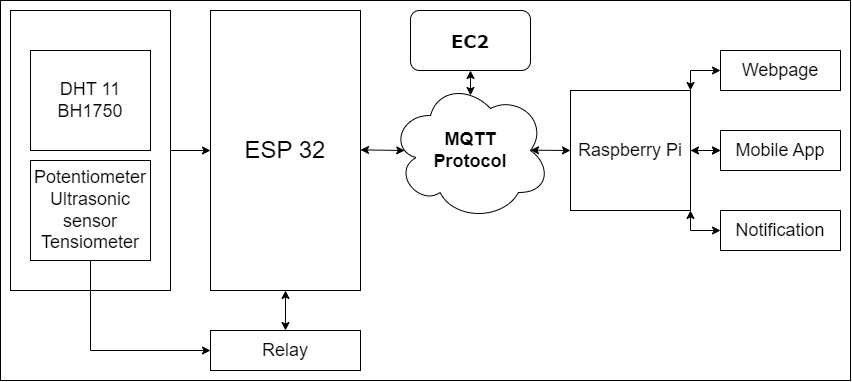 DHT 11
BH1750
Potentiometer
Ultrasonic
sensor
Tensiometer
ESP 32
Relay
EC2
MQTT
Protocol
Raspberry Pi
Webpage
Mobile App
Notification